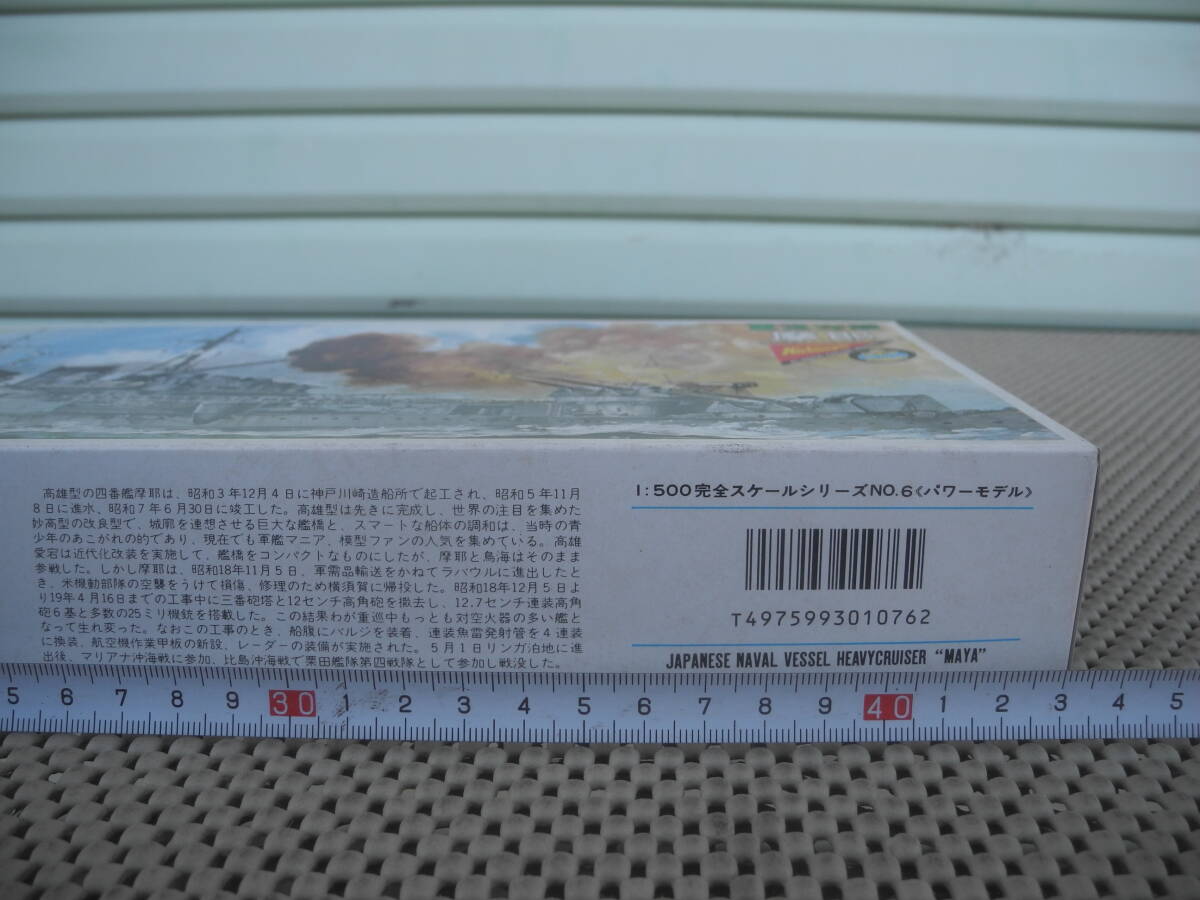 高雄型の四番艦摩耶は、昭和3年12月4日に神戸川崎造船所で起工され、昭和5年11月
8日に進水、昭和7年6月30日に竣工した。高雄型は先きに完成し、世界の注目を集めた
妙高型の改良型で、城廓を連想させる巨大な艦橋と、スマートな船体の調和は、当時の青
少年のあこがれの的であり、現在でも軍艦マニア、模型ファンの人気を集めている。高雄
愛宕は近代化改装を実施して、艦橋をコンパクトなものにしたが、摩耶と鳥海はそのまま
参戦した。しかし摩耶は、昭和18年11月5日、軍需品輸送をかねてラバウルに進出したと
き、米機動部隊の空襲をうけて損傷、修理のため横須賀に帰投した。昭和18年12月5日よ
り19年4月16日までの工事中に三番砲塔と12センチ高角砲を撤去し、12.7センチ連装高角
砲6基と多数の25ミリ機銃を搭載した。この結果わが重巡中もっとも対空火器の多い艦と
なって生れ変った。なおこの工事のとき、船腹にバルジを装着、連装魚雷発射管を4連装
に換装、航空機作業甲板の新設、レーダーの装備が実施された。5月1日リンガ泊地に進
出後、マリアナ沖海戦に参加、比島沖海戦で栗田艦隊第四戦隊として参加し戦没した。
1:500完全スケールシリーズNO.6《パワーモデル》
T4975993010762
JAPANESE NAVAL VESSEL HEAVYCRUISER "MAYA"
5 6 7 8 9 30 1 2 3 4 5 6 7 8 9 40 1 2 3 4 5